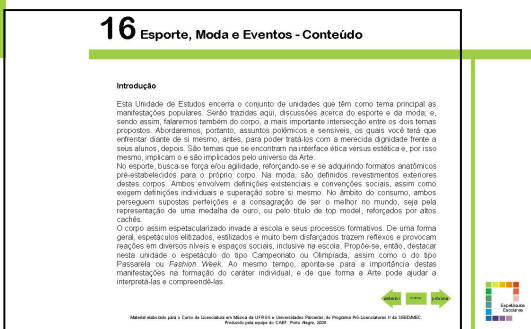 16 Esporte, Moda e Eventos - Conteúdo
Introdução
Esta Unidade de Estudos encerra o conjunto de unidades que têm como tema principal as
manifestações populares. Serão trazidas aqui, discussões acerca do esporte e da moda; e,
sendo assim, falaremos também do corpo, a mais importante intersecção entre os dois temas
propostos. Abordaremos, portanto, assuntos polêmicos e sensíveis, os quais você terá que
enfrentar diante de si mesmo, antes, para poder tratá-los com a merecida dignidade frente a
seus alunos, depois. São temas que se encontram na interface ética versus estética e, por isso
mesmo, implicam o e são implicados pelo universo da Arte.
No esporte, busca-se força e/ou agilidade, reforçando-se e se adquirindo formatos anatômicos
pré-estabelecidos para o próprio corpo. Na moda, são definidos revestimentos exteriores
destes corpos. Ambos envolvem definições existenciais e convenções sociais, assim como
exigem definições individuais e superação sobre si mesmo. No âmbito do consumo, ambos
perseguem supostas perfeições e a consagração de ser o melhor no mundo, seja pela
representação de uma medalha de ouro, ou pelo título de top model, reforçados por altos
cachês.
O corpo assim espetacularizado invade a escola e seus processos formativos. De uma forma
geral, espetáculos elitizados, estilizados e muito bem disfarçados trazem reflexos e provocam
reações em diversos níveis e espaços sociais, inclusive na escola. Propõe-se, então, destacar
nesta unidade o espetáculo do tipo Campeonato ou Olimpíada, assim como o do tipo
Passarela ou Fashion Week. Ao mesmo tempo, aponta-se para a importância destas
manifestações na formação do caráter individual, e de que forma a Arte pode ajudar a
interpretá-las e compreendê-las.
anterior próxima
Espetáculos
Escolares
Material elaborado para o Curso de Licenciatura em Música da UFRGS e Universidades Parceiras, do Programa Pró-Licenciaturas II da SEED/MEC.
Produzido pela equipe do CAEF. Porto Alegre, 2009.